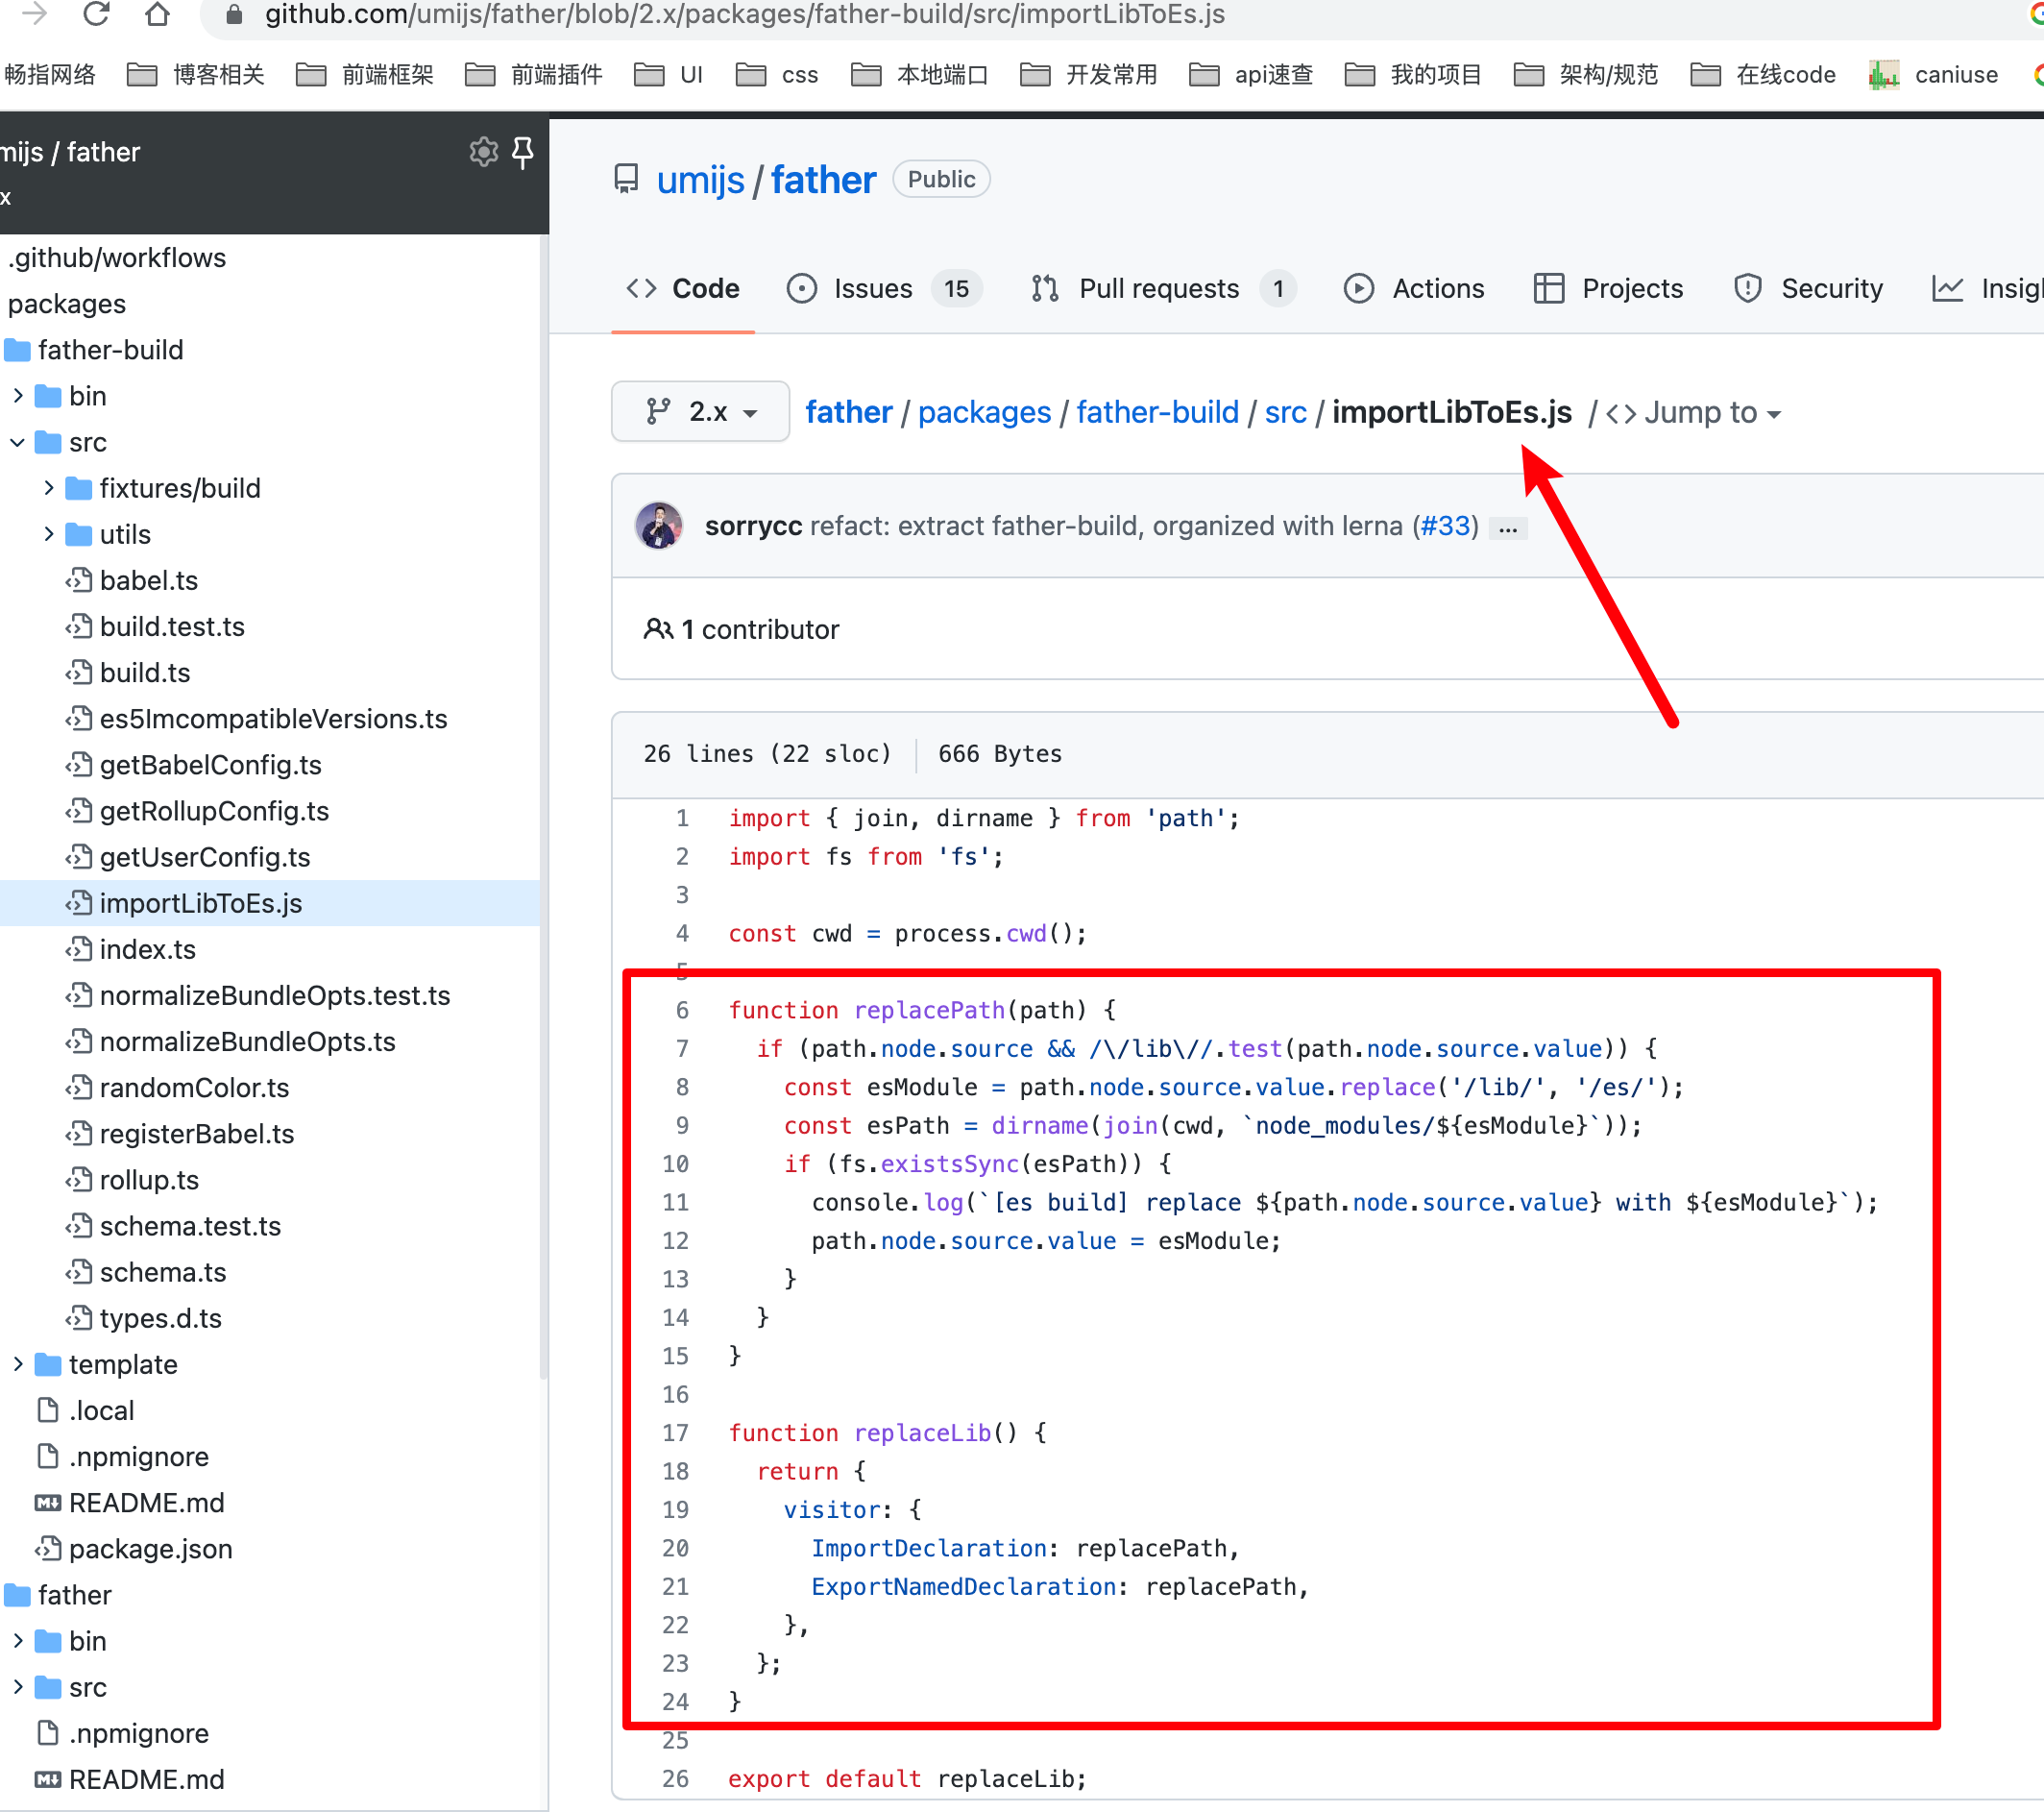 github.com/umijs/father/blob/2.x/packages/father-build/src/importLibToEs.js
畅指网络 博客相关 前端框架 前端插件 UI css 本地端口 开发常用 api速查 我的项目 架构/规范 在线code caniuse
mijs / father
x
.github/workflows
packages
father-build
bin
src
fixtures/build
utils
babel.ts
build.test.ts
build.ts
es5ImcompatibleVersions.ts
getBabelConfig.ts
getRollupConfig.ts
getUserConfig.ts
importLibToEs.js
index.ts
normalizeBundleOpts.test.ts
normalizeBundleOpts.ts
randomColor.ts
registerBabel.ts
rollup.ts
schema.test.ts
schema.ts
types.d.ts
template
.local
.npmignore
README.md
package.json
father
bin
src
.npmignore
README.md
umijs / father Public
Code Issues 15 Pull requests 1 Actions Projects Security Insigh
2.x father / packages / father-build / src / importLibToEs.js / <> Jump to
sorrycc refact: extract father-build, organized with lerna (#33) ...
1 contributor
26 lines (22 sloc) 666 Bytes
1 import { join, dirname } from 'path';
2 import fs from 'fs';
3
4 const cwd = process.cwd();
5
6 function replacePath(path) {
7 if (path.node.source && /\/lib\//.test(path.node.source.value)) {
8 const esModule = path.node.source.value.replace('/lib/', '/es/');
9 const esPath = dirname(join(cwd, `node_modules/${esModule}`));
10 if (fs.existsSync(esPath)) {
11 console.log(`[es build] replace ${path.node.source.value} with ${esModule}`);
12 path.node.source.value = esModule;
13 }
14 }
15 }
16
17 function replaceLib() {
18 return {
19 visitor: {
20 ImportDeclaration: replacePath,
21 ExportNamedDeclaration: replacePath,
22 },
23 };
24 }
25
26 export default replaceLib;